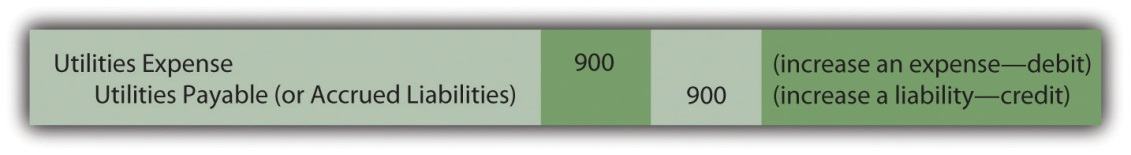 Utilities Expense 900 (increase an expense—debit)
Utilities Payable (or Accrued Liabilities) 900 (increase a liability—credit)